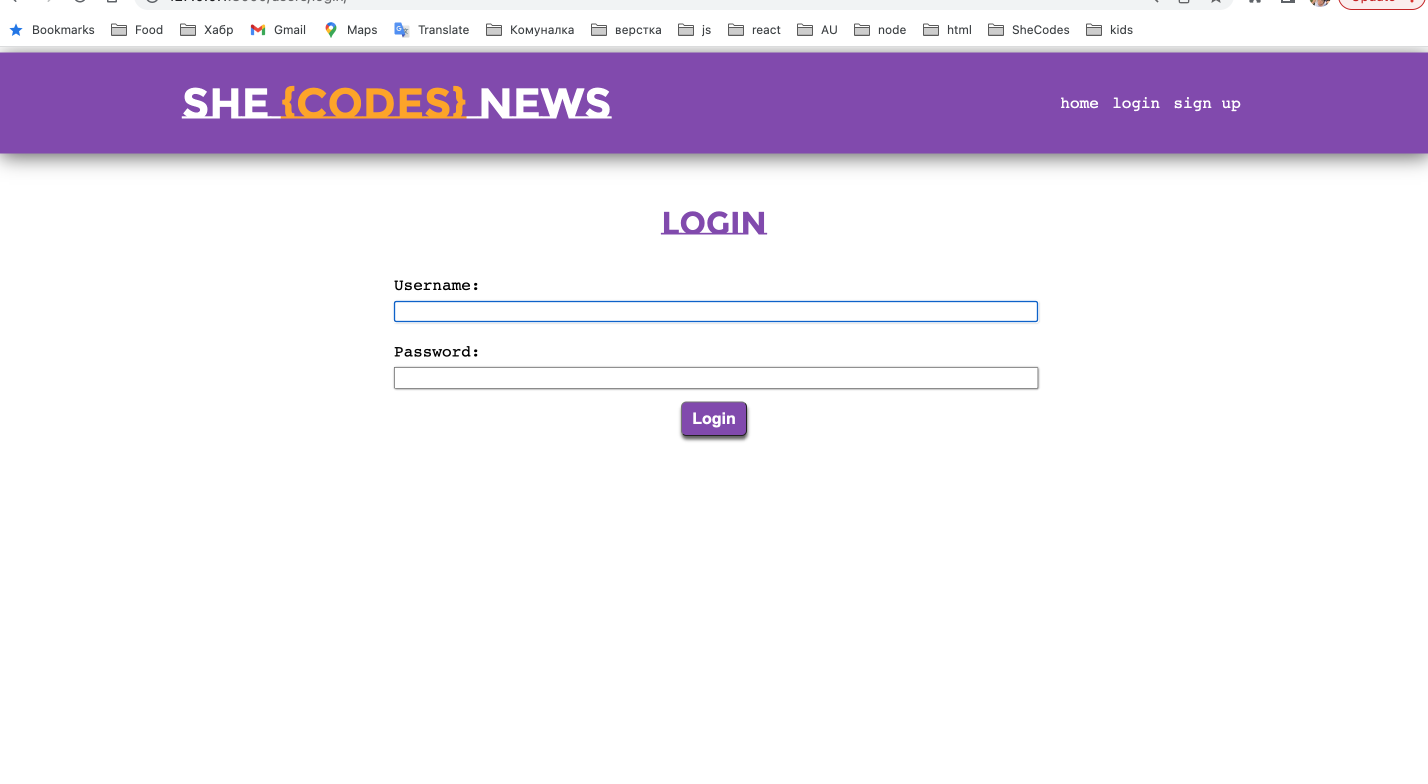 Bookmarks Food Хабр Gmail Maps Translate Комуналка верстка js react AU node html SheCodes kids
SHE {CODES} NEWS
home login sign up
LOGIN
Username:
Password:
Login